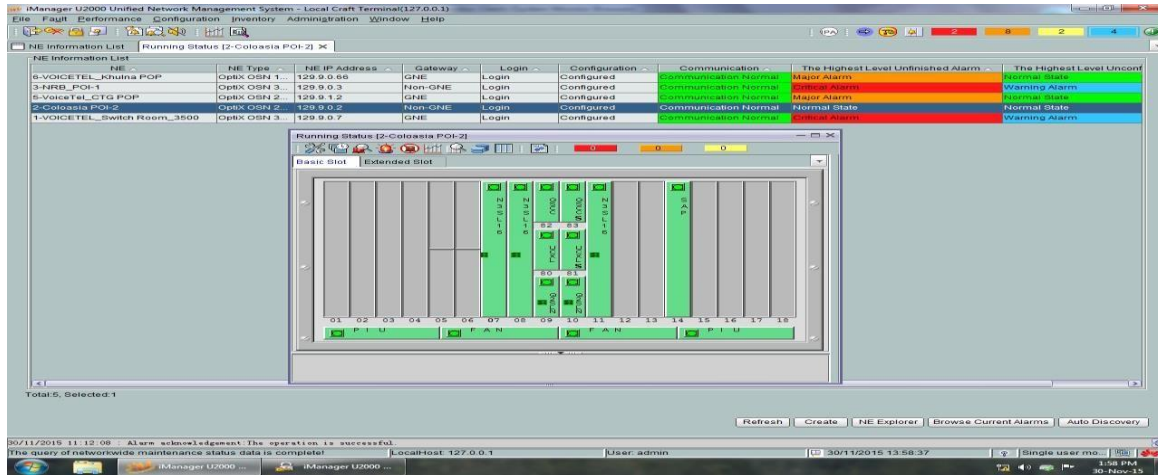 iManager U2000 Unified Network Management System - Local Craft Terminal(127.0.0.1)
File Fault Performance Configuration Inventory Administration Window Help
2 8 2 4
NE Information List Running Status [2-Coloasia POI-2]
NE Information List
NE NE Type NE IP Address Gateway Login Configuration Communication The Highest Level Unfinished Alarm The Highest Level Unconf
6-VOICETEL_Khulna POP OptiX OSN 1... 129.9.0.66 GNE Login Configured Communication Normal Major Alarm Normal State
3-NRB_POI-1 OptiX OSN 3... 129.9.0.3 Non-GNE Login Configured Communication Normal Critical Alarm Warning Alarm
5-VoiceTel_CTG POP OptiX OSN 2... 129.9.1.2 GNE Login Configured Communication Normal Major Alarm Normal State
2-Coloasia POI-2 OptiX OSN 2... 129.9.0.2 Non-GNE Login Configured Communication Normal Normal State Normal State
1-VOICETEL_Switch Room_3500 OptiX OSN 3... 129.9.0.7 GNE Login Configured Communication Normal Critical Alarm Warning Alarm
Running Status [2-Coloasia POI-2]
0 0 0
Basic Slot Extended Slot
N3SL16 N3SL16 N3SL16 SAP
82 83
80 81
01 02 03 04 05 06 07 08 09 10 11 12 13 14 15 16 17 18
PIU FAN FAN PIU
Total:5, Selected:1
Refresh Create NE Explorer Browse Current Alarms Auto Discovery
30/11/2015 11:12:08 : Alarm acknowledgement:The operation is successful.
The query of networkwide maintenance status data is complete! LocalHost: 127.0.0.1 User: admin 30/11/2015 13:58:37 Single user mo...
iManager U2000 ... iManager U2000 ... 1:58 PM
30-Nov-15